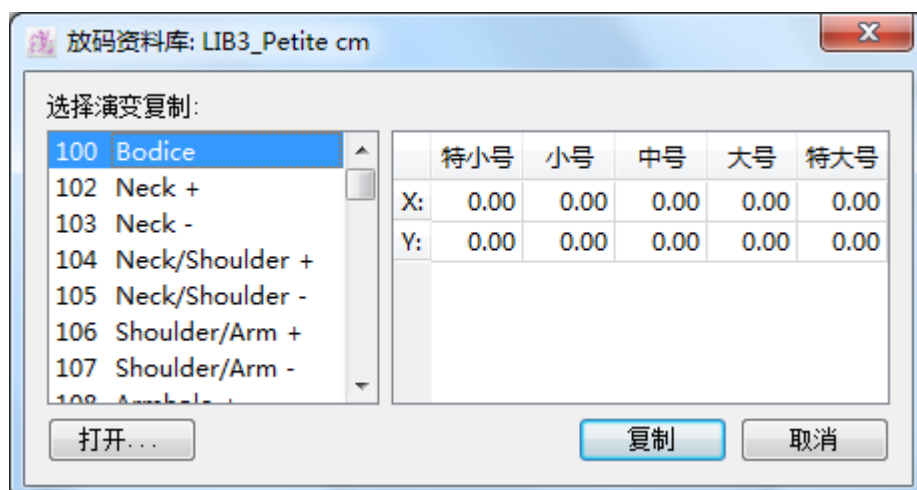 放码资料库: LIB3_Petite cm
选择演变复制:
100 Bodice
102 Neck +
103 Neck -
104 Neck/Shoulder +
105 Neck/Shoulder -
106 Shoulder/Arm +
107 Shoulder/Arm -
108 Armhole +
特小号 小号 中号 大号 特大号
X: 0.00 0.00 0.00 0.00 0.00
Y: 0.00 0.00 0.00 0.00 0.00
打开... 复制 取消